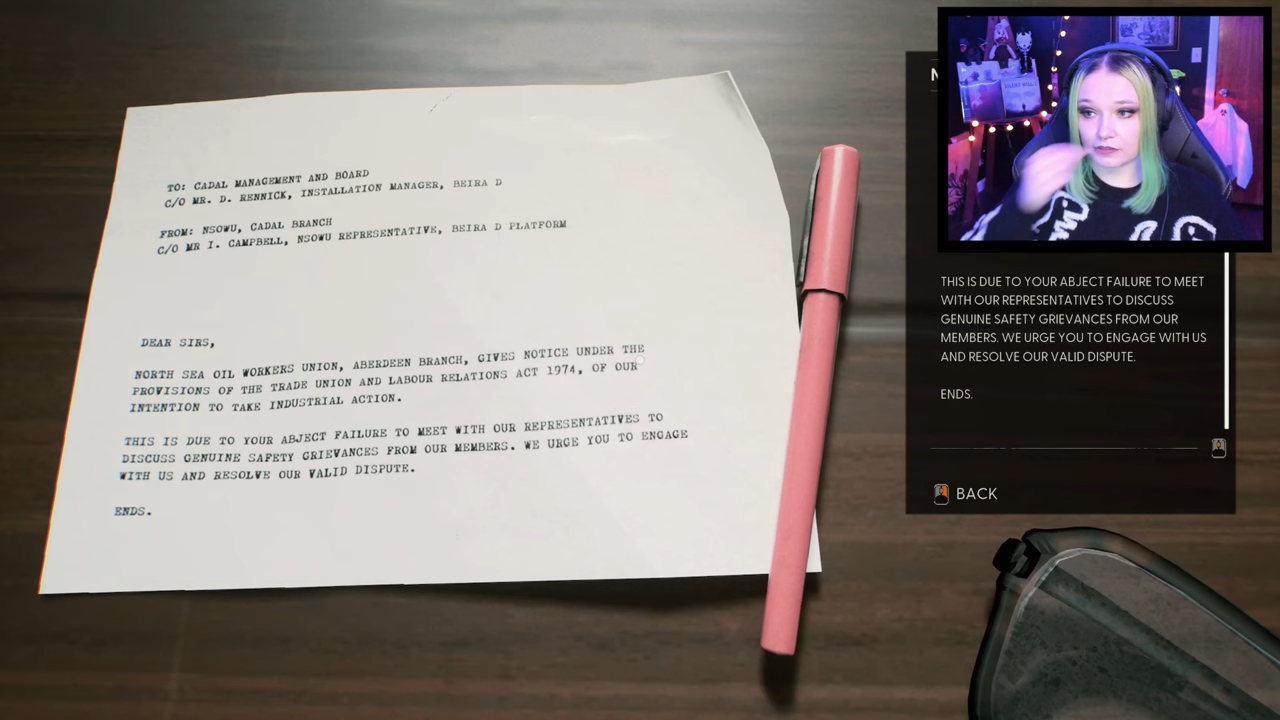 TO: CADAL MANAGEMENT AND BOARD
C/O MR. D. RENNICK, INSTALLATION MANAGER, BEIRA D
FROM: NSOWU, CADAL BRANCH
C/O MR I. CAMPBELL, NSOWU REPRESENTATIVE, BEIRA D PLATFORM
DEAR SIRS,
NORTH SEA OIL WORKERS UNION, ABERDEEN BRANCH, GIVES NOTICE UNDER THE
PROVISIONS OF THE TRADE UNION AND LABOUR RELATIONS ACT 1974, OF OUR
INTENTION TO TAKE INDUSTRIAL ACTION.
THIS IS DUE TO YOUR ABJECT FAILURE TO MEET WITH OUR REPRESENTATIVES TO
DISCUSS GENUINE SAFETY GRIEVANCES FROM OUR MEMBERS. WE URGE YOU TO ENGAGE
WITH US AND RESOLVE OUR VALID DISPUTE.
ENDS.
THIS IS DUE TO YOUR ABJECT FAILURE TO MEET
WITH OUR REPRESENTATIVES TO DISCUSS
GENUINE SAFETY GRIEVANCES FROM OUR
MEMBERS. WE URGE YOU TO ENGAGE WITH US
AND RESOLVE OUR VALID DISPUTE.
ENDS.
BACK